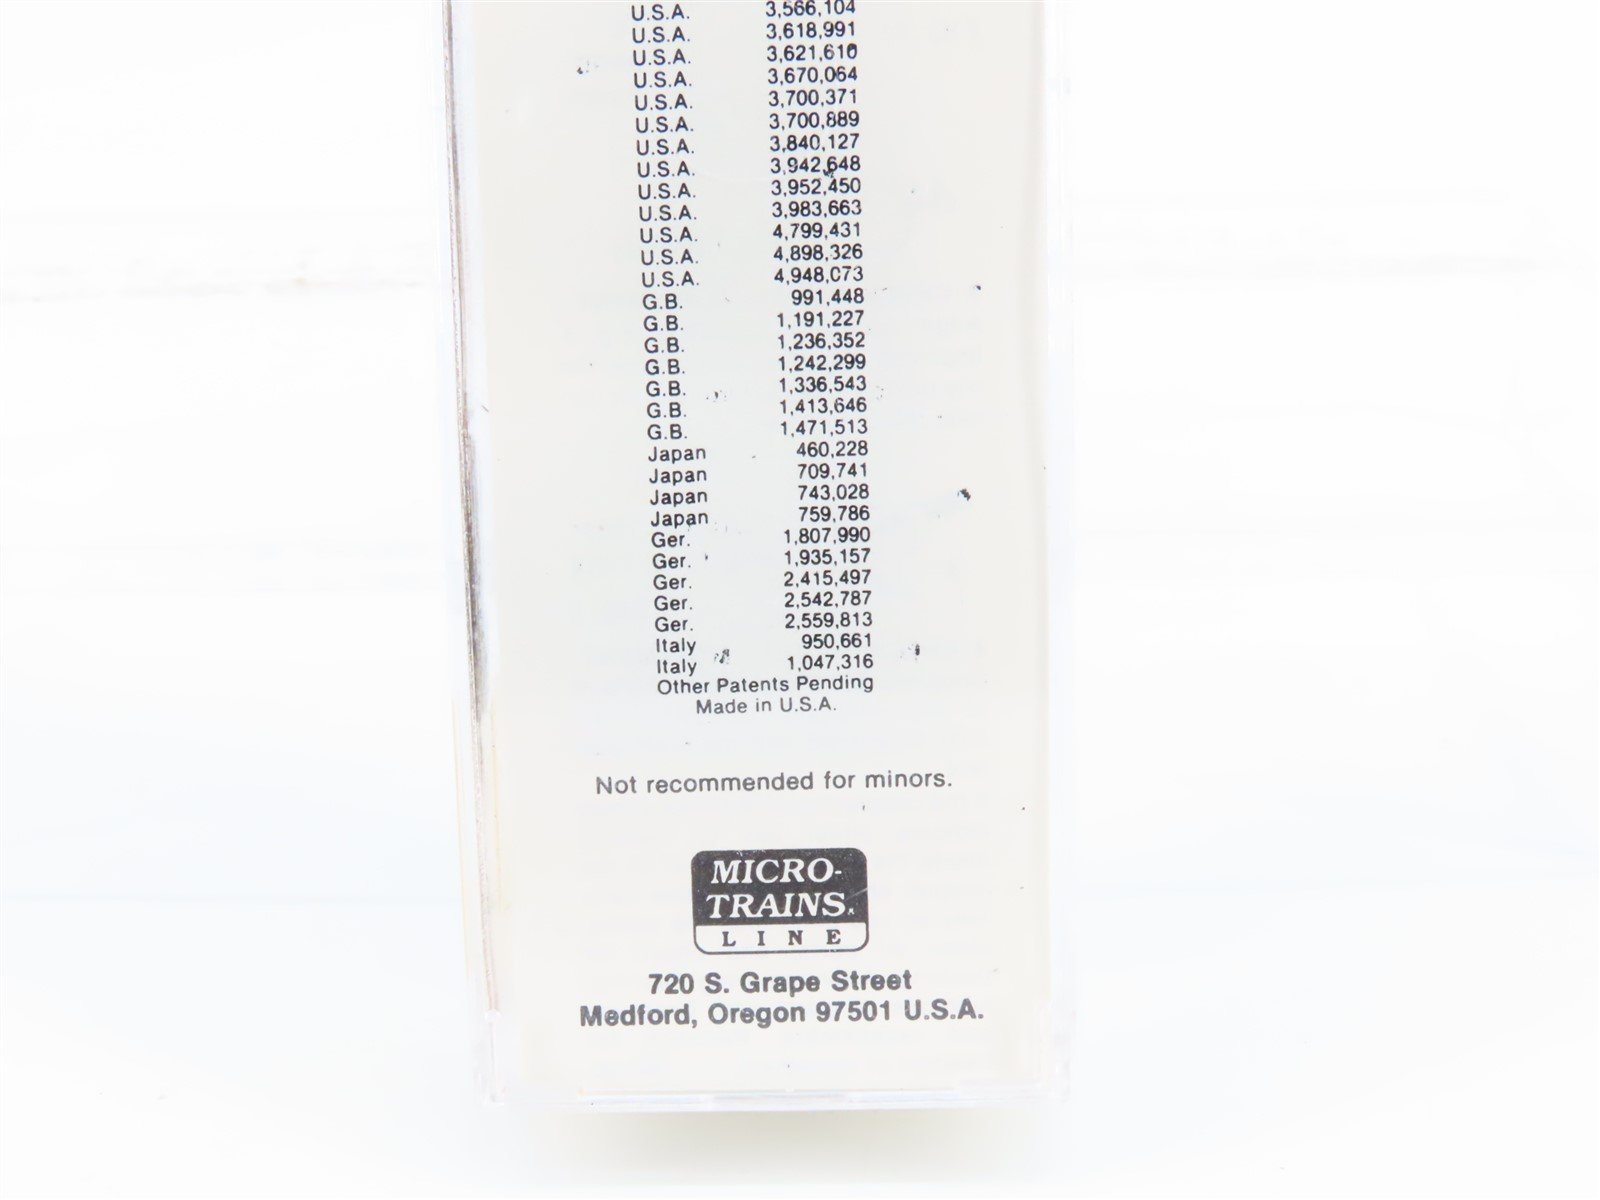 U.S.A. 3,566,104
U.S.A. 3,618,991
U.S.A. 3,621,610
U.S.A. 3,670,064
U.S.A. 3,700,371
U.S.A. 3,700,889
U.S.A. 3,840,127
U.S.A. 3,942,648
U.S.A. 3,952,450
U.S.A. 3,983,663
U.S.A. 4,799,431
U.S.A. 4,898,326
U.S.A. 4,948,073
G.B. 991,448
G.B. 1,191,227
G.B. 1,236,352
G.B. 1,242,299
G.B. 1,336,543
G.B. 1,413,646
G.B. 1,471,513
Japan 460,228
Japan 709,741
Japan 743,028
Japan 759,786
Ger. 1,807,990
Ger. 1,935,157
Ger. 2,415,497
Ger. 2,542,787
Ger. 2,559,813
Italy 950,661
Italy 1,047,316
Other Patents Pending
Made in U.S.A.
Not recommended for minors.
MICRO-
TRAINS
LINE
720 S. Grape Street
Medford, Oregon 97501 U.S.A.